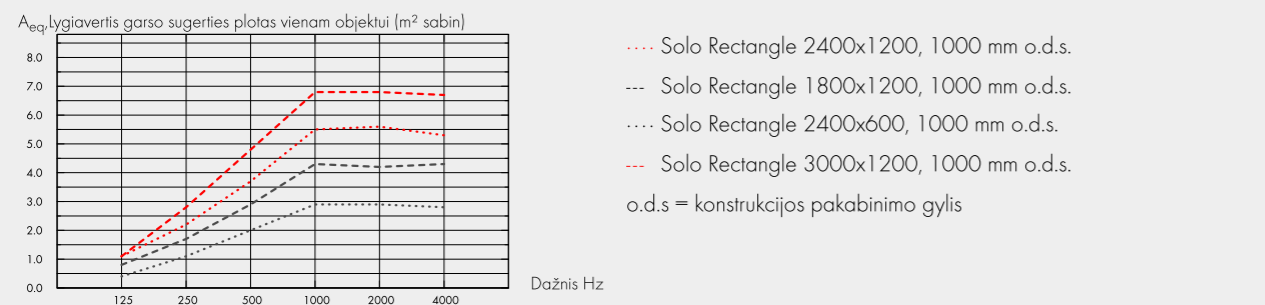 Aeq,Lygiavertis garso sugerties plotas vienam objektui (m² sabin)
8.0
7.0
6.0
5.0
4.0
3.0
2.0
1.0
0.0
125 250 500 1000 2000 4000
Dažnis Hz
···· Solo Rectangle 2400x1200, 1000 mm o.d.s.
--- Solo Rectangle 1800x1200, 1000 mm o.d.s.
···· Solo Rectangle 2400x600, 1000 mm o.d.s.
--- Solo Rectangle 3000x1200, 1000 mm o.d.s.
o.d.s = konstrukcijos pakabinimo gylis